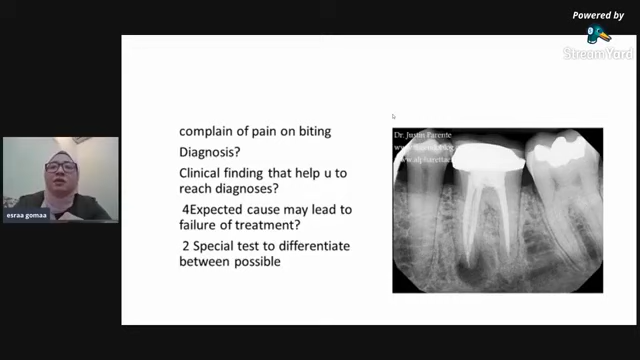 Powered by
StreamYard
complain of pain on biting
Diagnosis?
Clinical finding that help u to
reach diagnoses?
4Expected cause may lead to
failure of treatment?
2 Special test to differentiate
between possible
Dr. Justin Parente
esraa gomaa